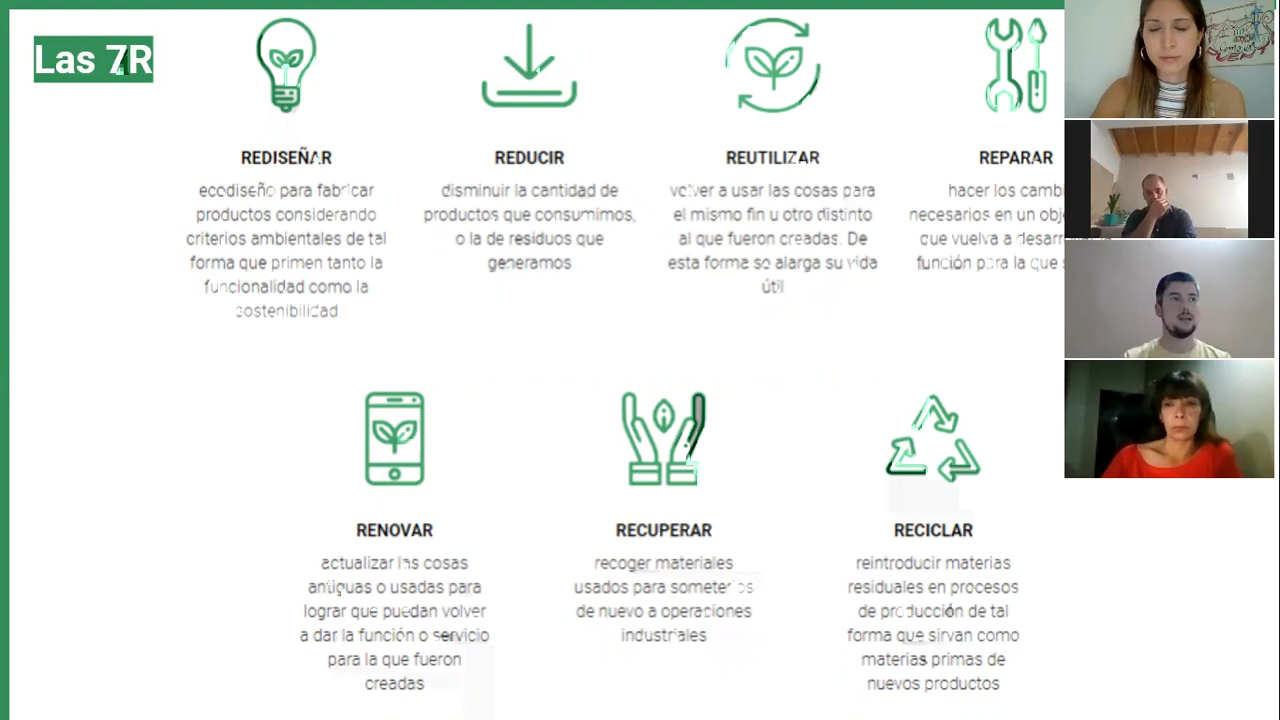 Las 7R
REDISEÑAR
ecodiseño para fabricar
productos considerando
criterios ambientales de tal
forma que primen tanto la
funcionalidad como la
sostenibilidad
REDUCIR
disminuir la cantidad de
productos que consumimos,
o la de residuos que
generamos
REUTILIZAR
volver a usar las cosas para
el mismo fin u otro distinto
al que fueron creadas. De
esta forma se alarga su vida
útil
REPARAR
hacer los cambi
necesarios en un obj
que vuelva a desarr
función para la que
RENOVAR
actualizar las cosas
antiguas o usadas para
lograr que puedan volver
a dar la función o servicio
para la que fueron
creadas
RECUPERAR
recoger materiales
usados para someterlos
de nuevo a operaciones
industriales
RECICLAR
reintroducir materias
residuales en procesos
de producción de tal
forma que sirvan como
materias primas de
nuevos productos